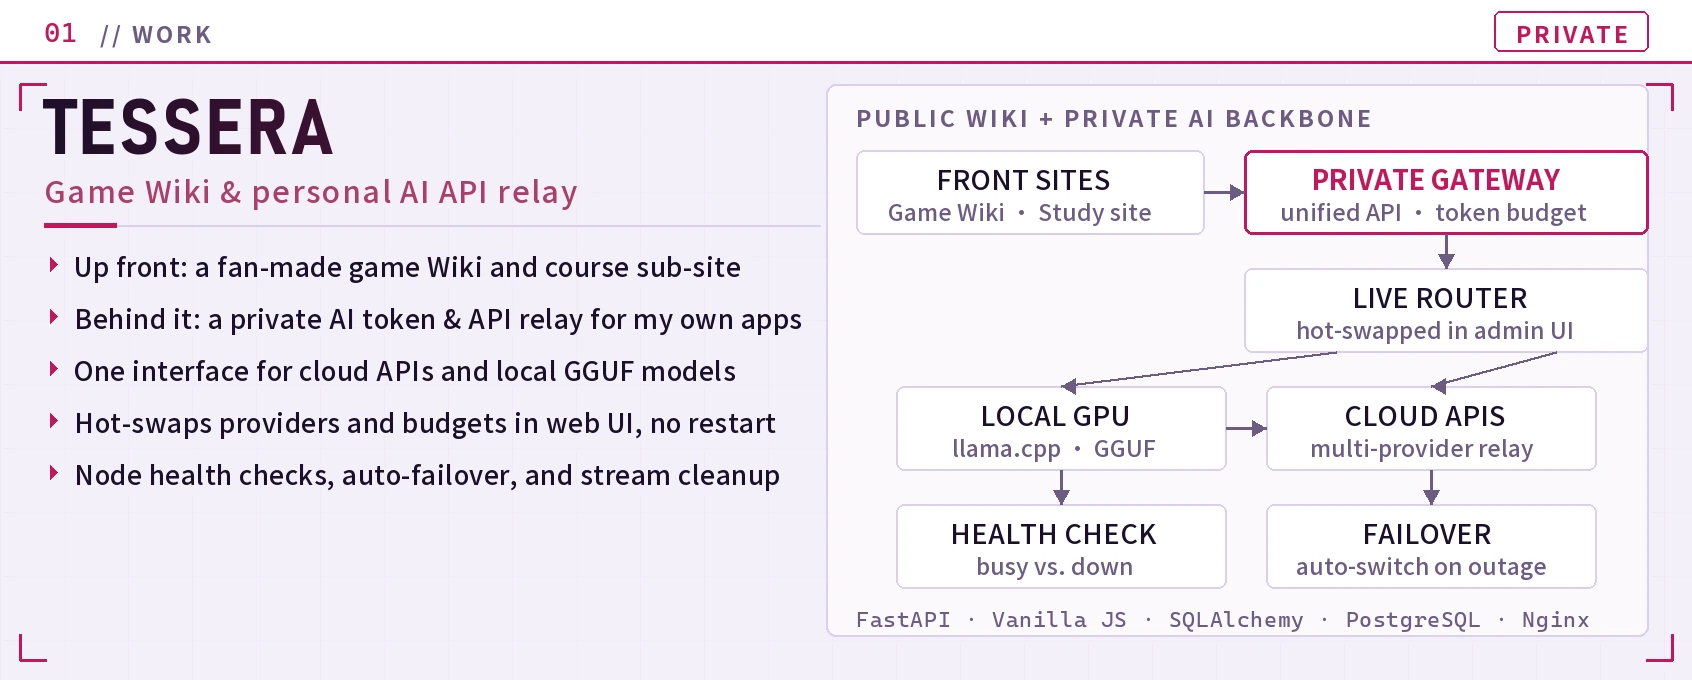 01 // WORK
PRIVATE
TESSERA
Game Wiki & personal AI API relay
Up front: a fan-made game Wiki and course sub-site
Behind it: a private AI token & API relay for my own apps
One interface for cloud APIs and local GGUF models
Hot-swaps providers and budgets in web UI, no restart
Node health checks, auto-failover, and stream cleanup
PUBLIC WIKI + PRIVATE AI BACKBONE
FRONT SITES
Game Wiki · Study site
PRIVATE GATEWAY
unified API · token budget
LIVE ROUTER
hot-swapped in admin UI
LOCAL GPU
llama.cpp · GGUF
CLOUD APIS
multi-provider relay
HEALTH CHECK
busy vs. down
FAILOVER
auto-switch on outage
FastAPI · Vanilla JS · SQLAlchemy · PostgreSQL · Nginx